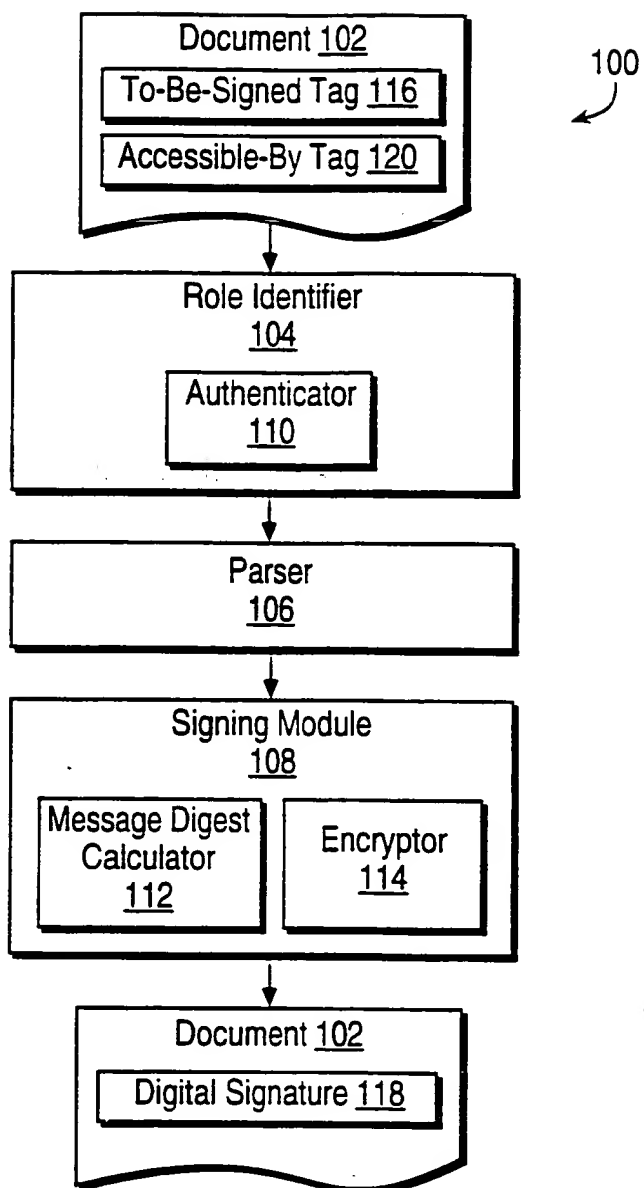 Document 102
100
To-Be-Signed Tag 116
Accessible-By Tag 120
Role Identifier
104
Authenticator
110
Parser
106
Signing Module
108
Message Digest
Calculator
112
Encryptor
114
Document 102
Digital Signature 118